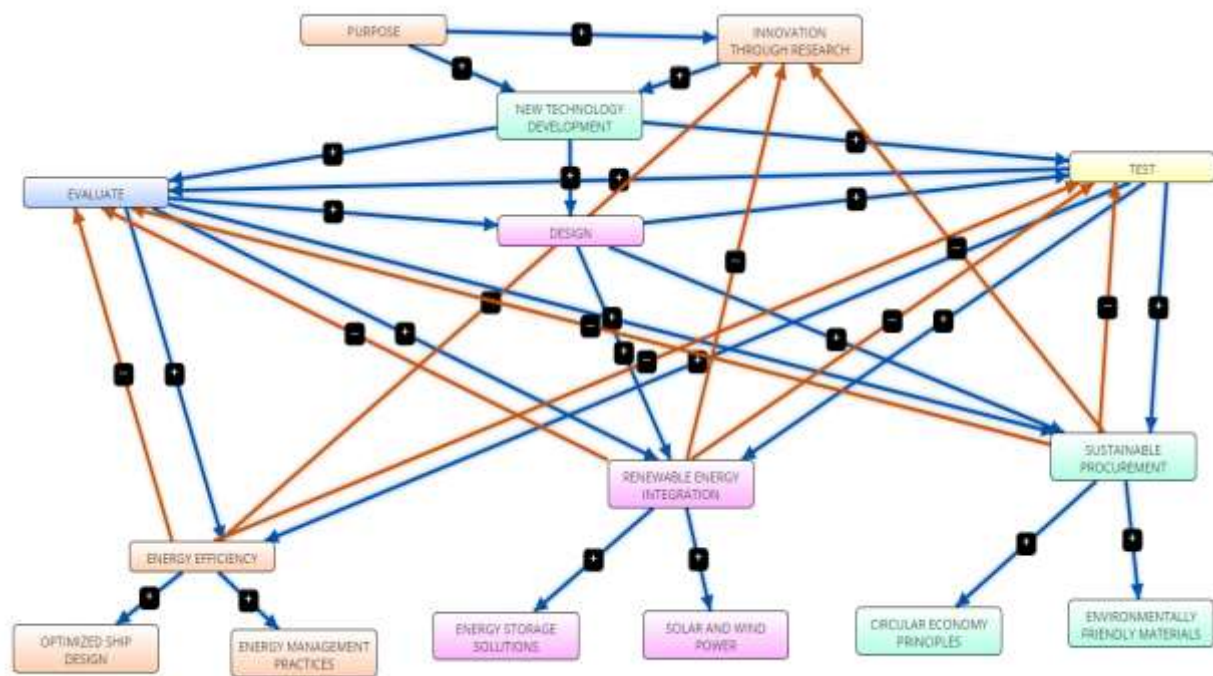 PURPOSE
INNOVATION
THROUGH RESEARCH
+
+
+
NEW TECHNOLOGY
DEVELOPMENT
+
+
+
+
TEST
EVALUATE
+
+
DESIGN
−
−
−
−
+
+
+
+
−
+
−
+
−
+
−
+
−
+
SUSTAINABLE
PROCUREMENT
RENEWABLE ENERGY
INTEGRATION
ENERGY EFFICIENCY
+
+
+
+
+
+
OPTIMIZED SHIP
DESIGN
ENERGY MANAGEMENT
PRACTICES
ENERGY STORAGE
SOLUTIONS
SOLAR AND WIND
POWER
CIRCULAR ECONOMY
PRINCIPLES
ENVIRONMENTALLY
FRIENDLY MATERIALS